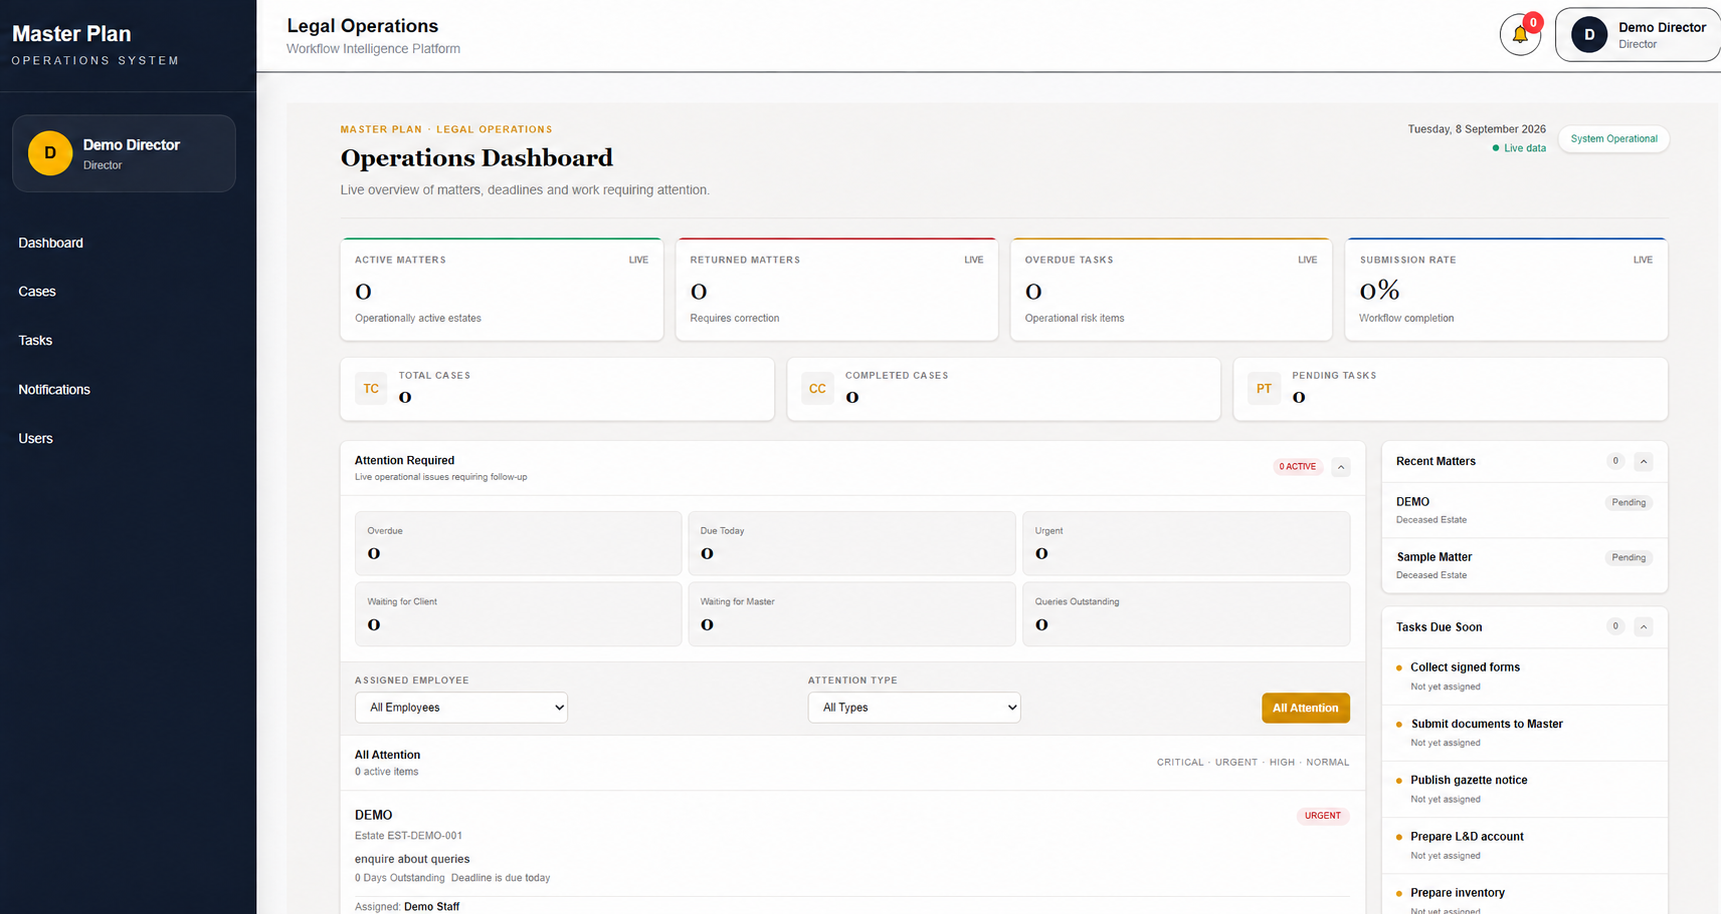 Master Plan
OPERATIONS SYSTEM
D
Demo Director
Director
Dashboard
Cases
Tasks
Notifications
Users
Legal Operations
Workflow Intelligence Platform
0
D
Demo Director
Director
MASTER PLAN · LEGAL OPERATIONS
Operations Dashboard
Live overview of matters, deadlines and work requiring attention.
Tuesday, 8 September 2026
Live data
System Operational
ACTIVE MATTERS LIVE
0
Operationally active estates
RETURNED MATTERS LIVE
0
Requires correction
OVERDUE TASKS LIVE
0
Operational risk items
SUBMISSION RATE LIVE
0%
Workflow completion
TC
TOTAL CASES
0
CC
COMPLETED CASES
0
PT
PENDING TASKS
0
Attention Required
Live operational issues requiring follow-up
0 ACTIVE
Overdue
0
Due Today
0
Urgent
0
Waiting for Client
0
Waiting for Master
0
Queries Outstanding
0
ASSIGNED EMPLOYEE
All Employees
ATTENTION TYPE
All Types
All Attention
All Attention
0 active items
CRITICAL · URGENT · HIGH · NORMAL
DEMO
URGENT
Estate EST-DEMO-001
enquire about queries
0 Days Outstanding Deadline is due today
Assigned: Demo Staff
Recent Matters 0
DEMO Pending
Deceased Estate
Sample Matter Pending
Deceased Estate
Tasks Due Soon 0
Collect signed forms
Not yet assigned
Submit documents to Master
Not yet assigned
Publish gazette notice
Not yet assigned
Prepare L&D account
Not yet assigned
Prepare inventory
Not yet assigned